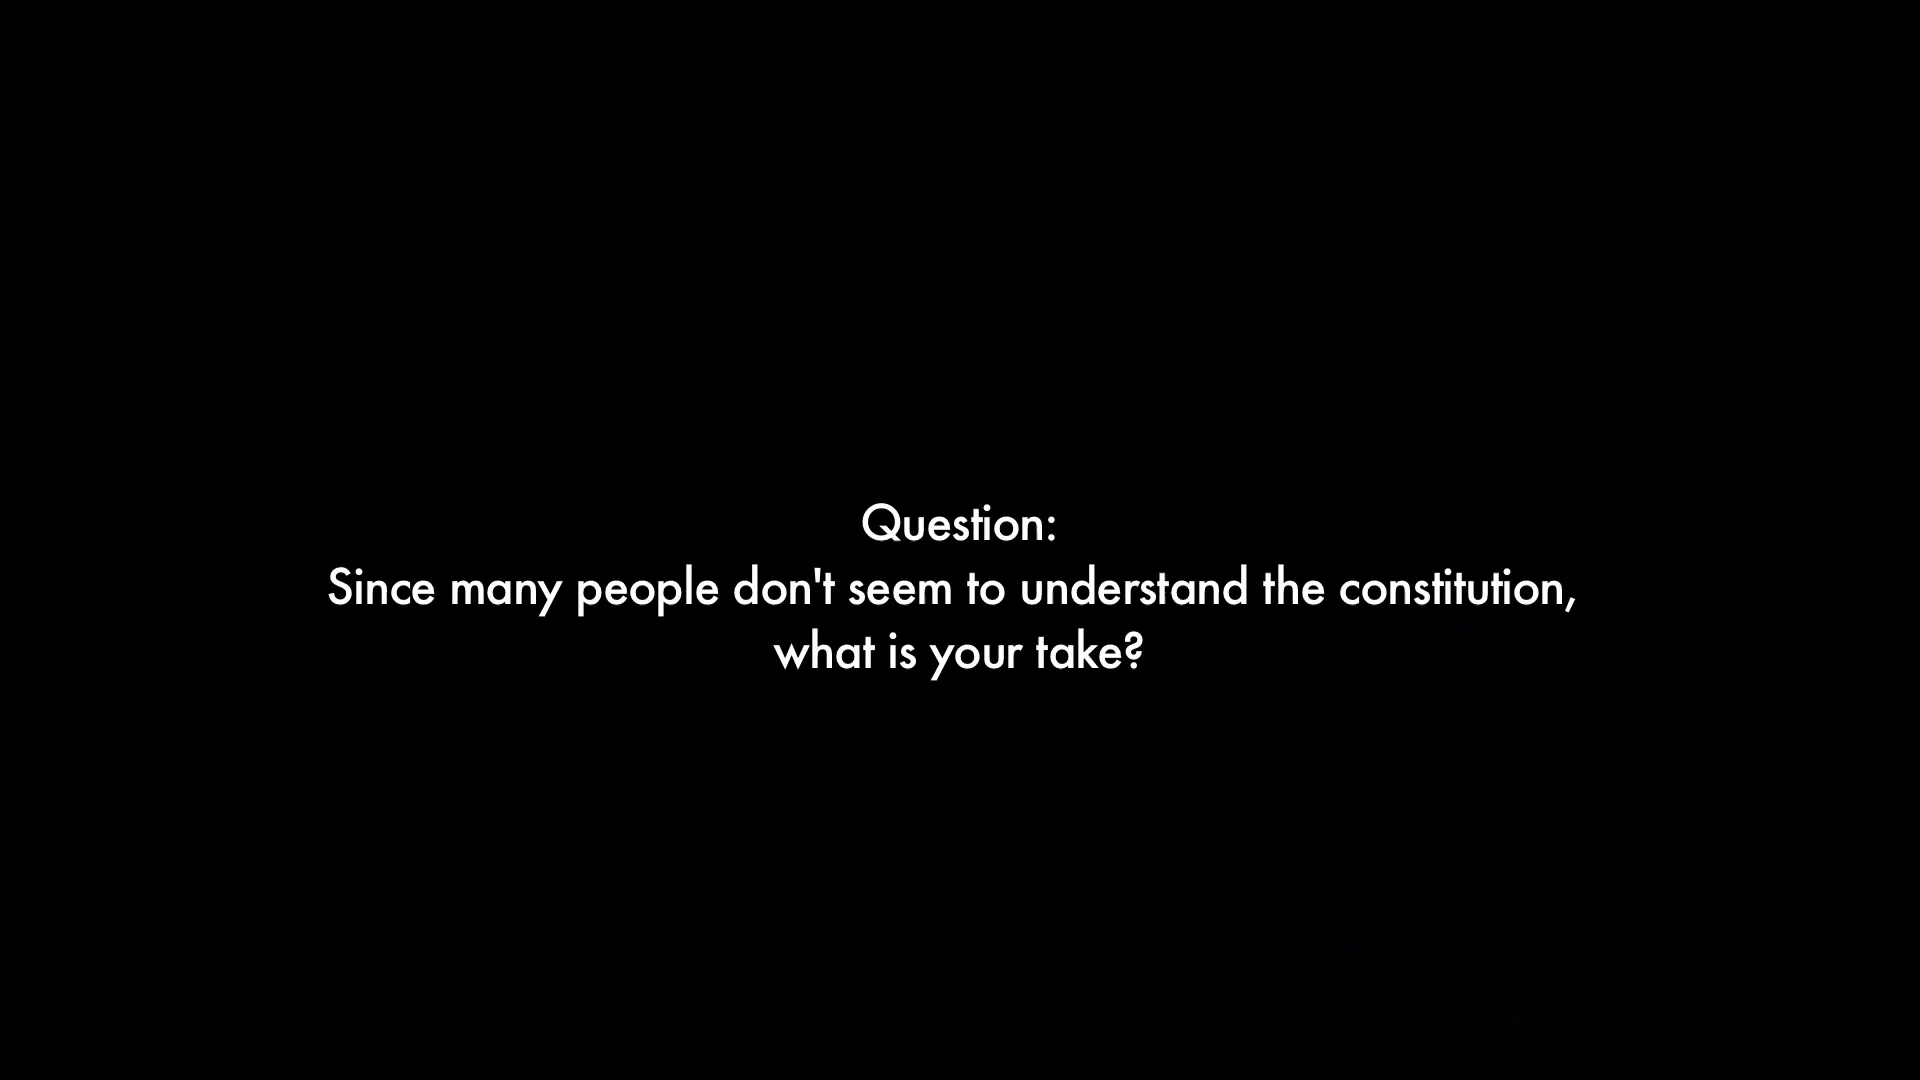 Question:
Since many people don't seem to understand the constitution,
what is your take?